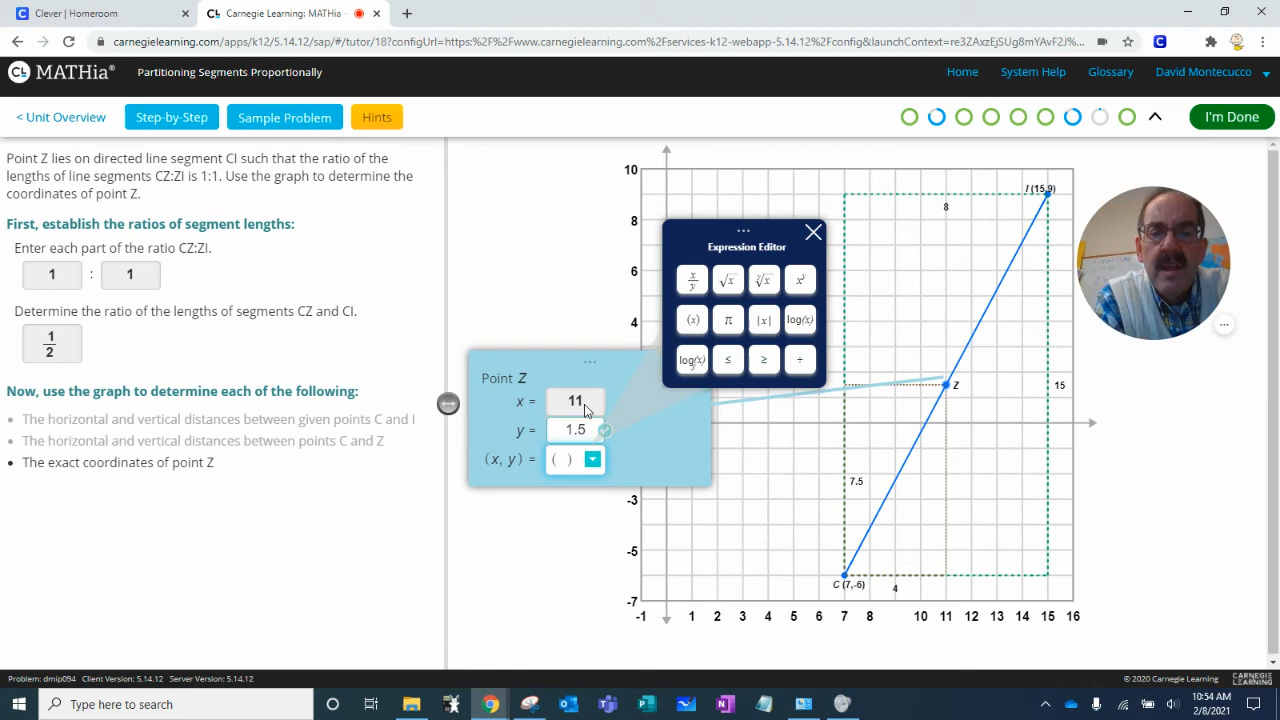 Clever | Homeroom
Carnegie Learning: MATHia
carnegielearning.com/apps/k12/5.14.12/sap/#/tutor/18?configUrl=https%2F%2Fwww.carnegielearning.com%2Fservices-k12-webapp-5.14.12%2Fconfig&launchContext=re3ZAxzEjSUg8mYAvF2J%...
CL MATHia®
Partitioning Segments Proportionally
Home
System Help
Glossary
David Montecucco
< Unit Overview
Step-by-Step
Sample Problem
Hints
I'm Done
Point Z lies on directed line segment CI such that the ratio of the
lengths of line segments CZ:ZI is 1:1. Use the graph to determine the
coordinates of point Z.
First, establish the ratios of segment lengths:
Enter each part of the ratio CZ:ZI.
1 : 1
Determine the ratio of the lengths of segments CZ and CI.
1
2
Now, use the graph to determine each of the following:
• The horizontal and vertical distances between given points C and I
• The horizontal and vertical distances between points C and Z
• The exact coordinates of point Z
Point Z
x = 11
y = 1.5
(x, y) = ( )
Expression Editor
x/y √x ∛x x³
(x) π |x| log(x)
log(x) ≤ ≥ ÷
10
8
6
4
-3
-5
-7
I (15,9)
8
Z
15
7.5
C (7,-6)
4
-1 1 2 3 4 5 6 7 8 10 11 12 13 14 15 16
Problem: dmip094 Client Version: 5.14.12 Server Version: 5.14.12
© 2020 Carnegie Learning
CARNEGIE
LEARNING
Type here to search
10:54 AM
2/8/2021